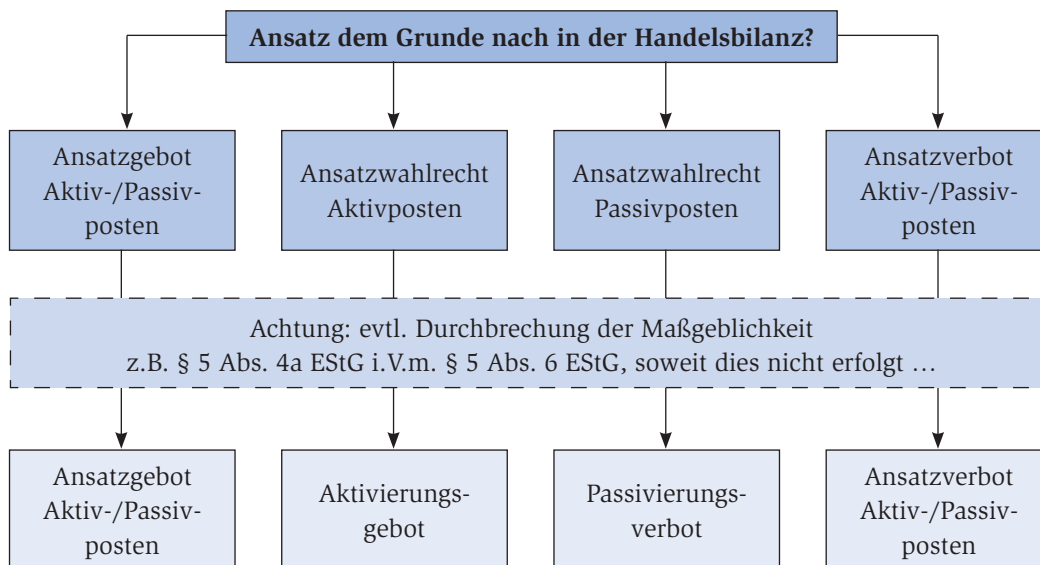 Ansatz dem Grunde nach in der Handelsbilanz?
Ansatzgebot
Aktiv-/Passiv-
posten
Ansatzwahlrecht
Aktivposten
Ansatzwahlrecht
Passivposten
Ansatzverbot
Aktiv-/Passiv-
posten
Achtung: evtl. Durchbrechung der Maßgeblichkeit
z.B. § 5 Abs. 4a EStG i.V.m. § 5 Abs. 6 EStG, soweit dies nicht erfolgt …
Ansatzgebot
Aktiv-/Passiv-
posten
Aktivierungs-
gebot
Passivierungs-
verbot
Ansatzverbot
Aktiv-/Passiv-
posten